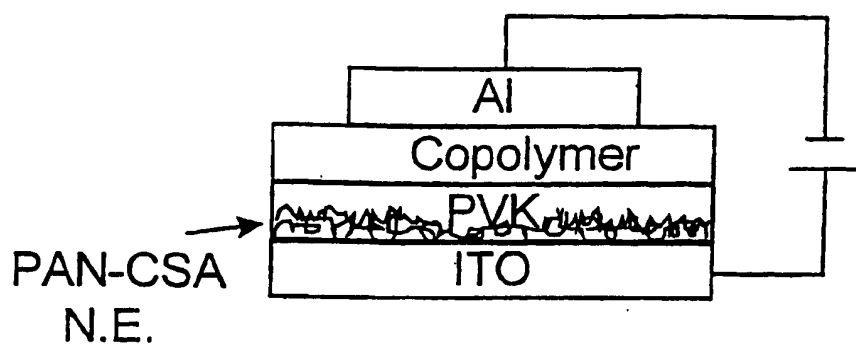 Al
Copolymer
PVK
PAN-CSA
N.E.
ITO